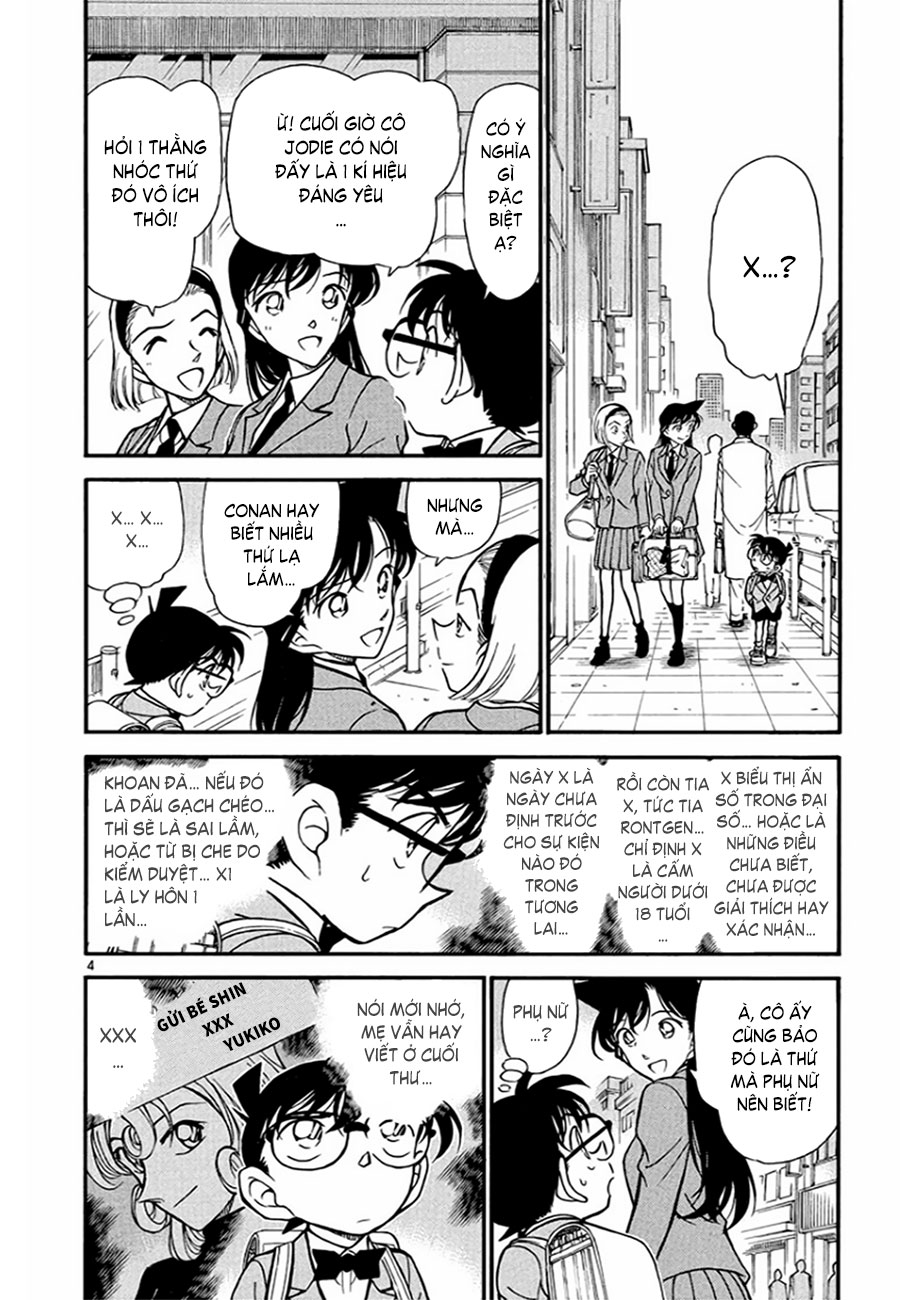 X...?
CÓ Ý
NGHĨA
GÌ
ĐẶC
BIỆT
Ạ?
Ừ! CUỐI GIỜ CÔ
JODIE CÓ NÓI
ĐẤY LÀ 1 KÍ HIỆU
ĐÁNG YÊU
...
HỎI 1 THẰNG
NHÓC THỨ
ĐÓ VÔ ÍCH
THÔI!
NHƯNG
MÀ...
CONAN HAY
BIẾT NHIỀU
THỨ LẠ
LẮM...
X... X...
X...
X BIỂU THỊ ẨN
SỐ TRONG ĐẠI
SỐ... HOẶC LÀ
NHỮNG ĐIỀU
CHƯA BIẾT,
CHƯA ĐƯỢC
GIẢI THÍCH HAY
XÁC NHẬN...
RỒI CÒN TIA
X, TỨC TIA
RONTGEN...
CHỈ ĐỊNH X
LÀ CẤM
NGƯỜI DƯỚI
18 TUỔI
...
NGÀY X LÀ
NGÀY CHƯA
ĐỊNH TRƯỚC
CHO SỰ KIỆN
NÀO ĐÓ
TRONG
TƯƠNG
LAI...
KHOAN ĐÀ... NẾU ĐÓ
LÀ DẤU GẠCH CHÉO...
THÌ SẼ LÀ SAI LẦM,
HOẶC TỪ BỊ CHE DO
KIỂM DUYỆT... X1
LÀ LY HÔN 1
LẦN...
4
À, CÔ ẤY
CŨNG BẢO
ĐÓ LÀ THỨ
MÀ PHỤ NỮ
NÊN BIẾT!
PHỤ NỮ
...?
NÓI MỚI NHỚ,
MẸ VẪN HAY
VIẾT Ở CUỐI
THƯ...
GỬI BÉ SHIN
XXX
YUKIKO
XXX
...